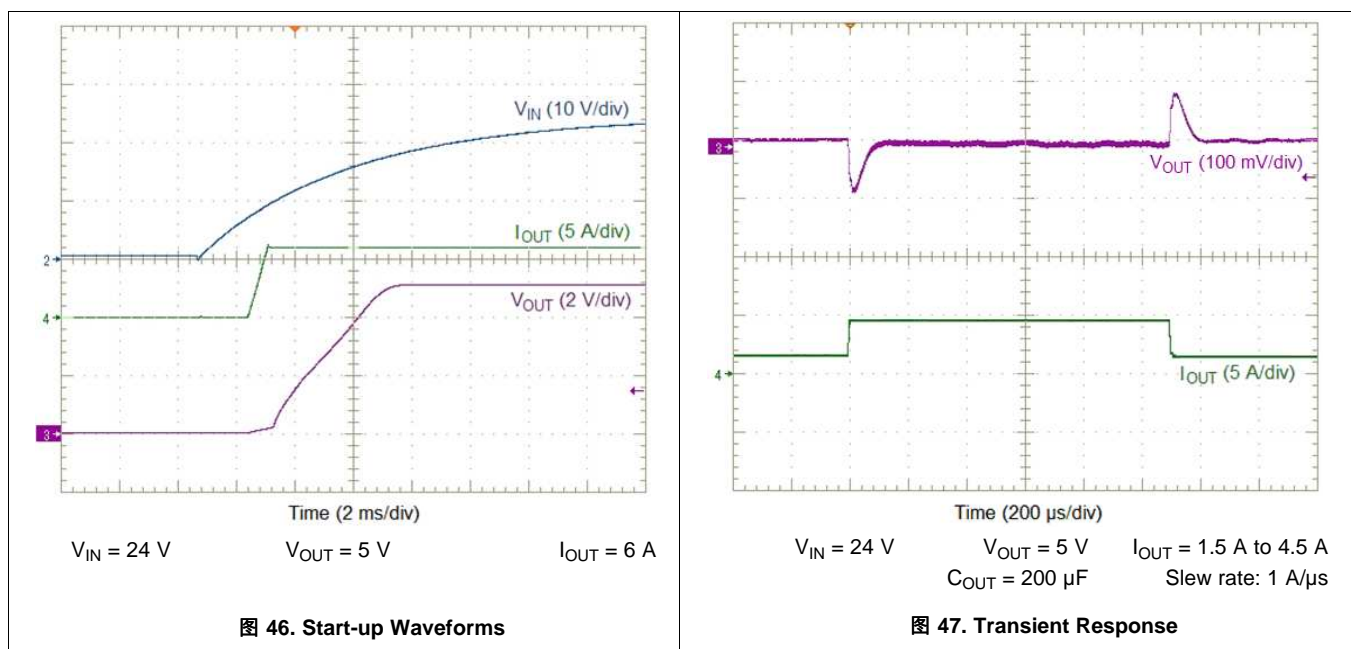 V_IN (10 V/div)
I_OUT (5 A/div)
V_OUT (2 V/div)
2
4
3
Time (2 ms/div)
V_IN = 24 V V_OUT = 5 V I_OUT = 6 A
图 46. Start-up Waveforms
3
V_OUT (100 mV/div)
I_OUT (5 A/div)
4
Time (200 µs/div)
V_IN = 24 V V_OUT = 5 V I_OUT = 1.5 A to 4.5 A
C_OUT = 200 µF Slew rate: 1 A/µs
图 47. Transient Response